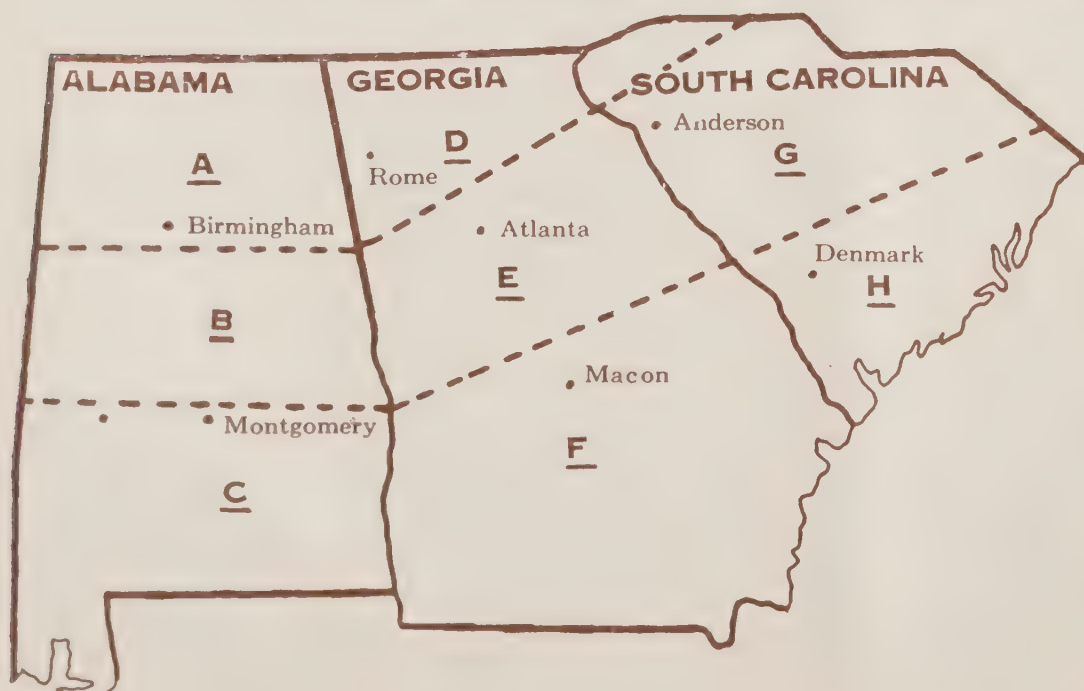 ALABAMA
GEORGIA
SOUTH CAROLINA
A
Birmingham
B
Montgomery
C
D
Rome
Atlanta
E
Macon
F
Anderson
G
Denmark
H